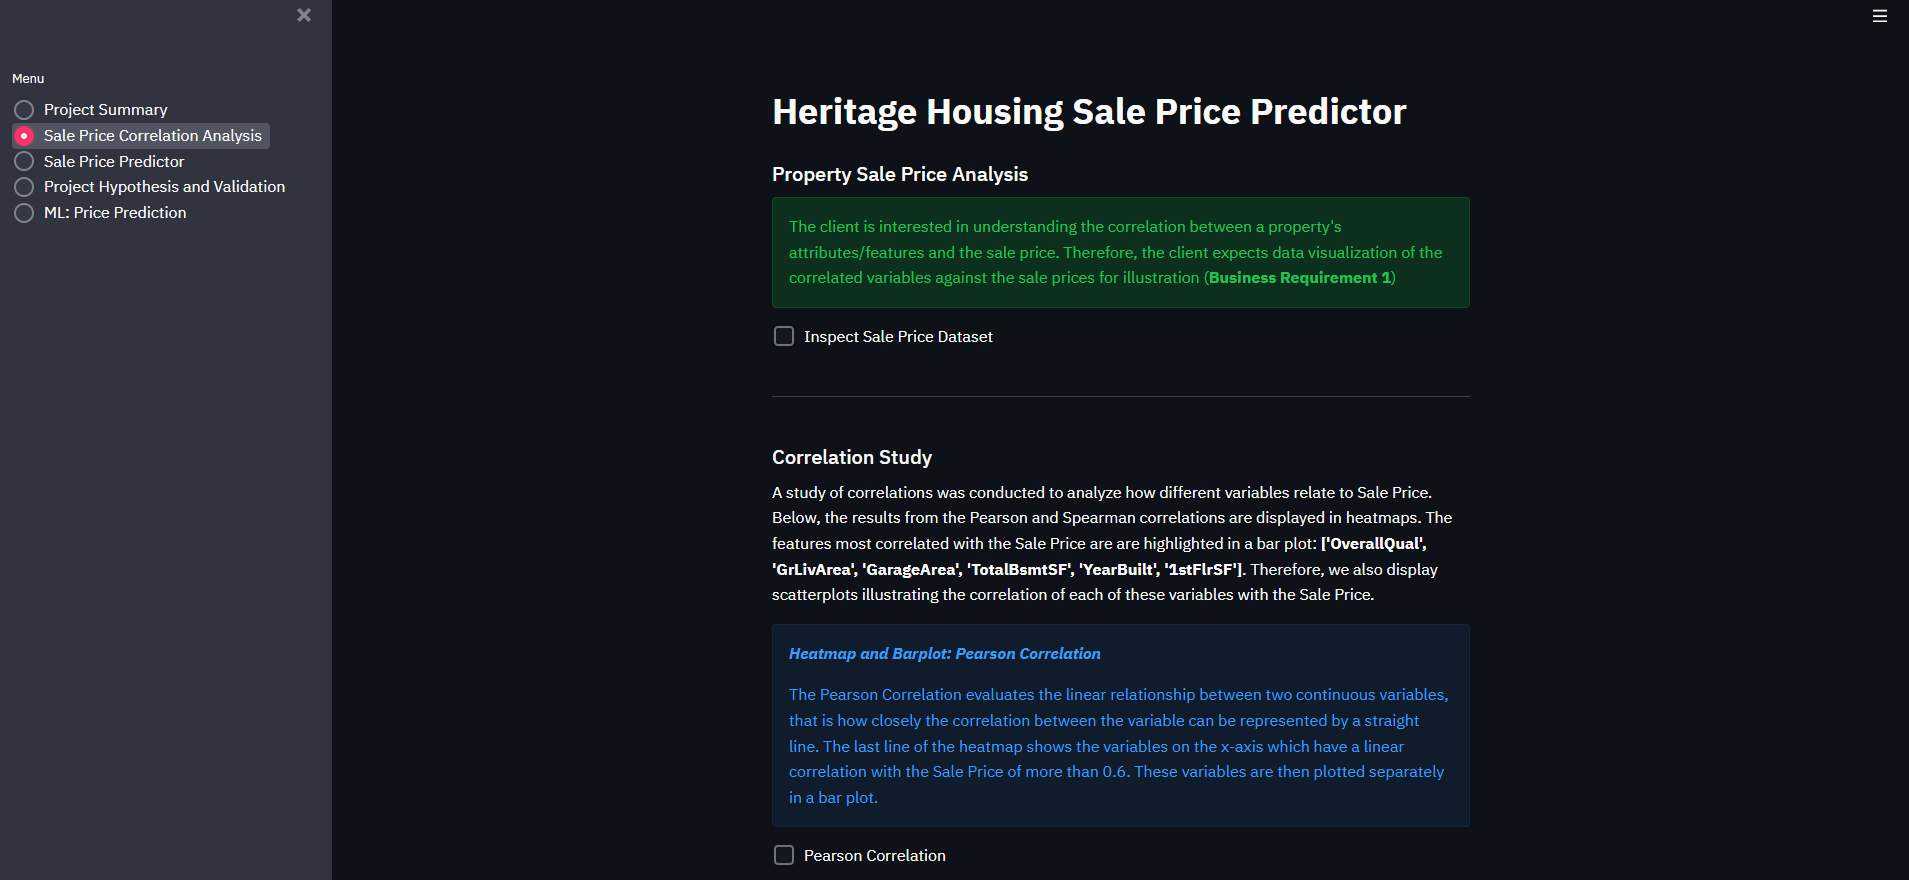 Menu
Project Summary
Sale Price Correlation Analysis
Sale Price Predictor
Project Hypothesis and Validation
ML: Price Prediction
Heritage Housing Sale Price Predictor
Property Sale Price Analysis
The client is interested in understanding the correlation between a property's
attributes/features and the sale price. Therefore, the client expects data visualization of the
correlated variables against the sale prices for illustration (Business Requirement 1)
Inspect Sale Price Dataset
Correlation Study
A study of correlations was conducted to analyze how different variables relate to Sale Price.
Below, the results from the Pearson and Spearman correlations are displayed in heatmaps. The
features most correlated with the Sale Price are are highlighted in a bar plot: ['OverallQual',
'GrLivArea', 'GarageArea', 'TotalBsmtSF', 'YearBuilt', '1stFlrSF']. Therefore, we also display
scatterplots illustrating the correlation of each of these variables with the Sale Price.
Heatmap and Barplot: Pearson Correlation
The Pearson Correlation evaluates the linear relationship between two continuous variables,
that is how closely the correlation between the variable can be represented by a straight
line. The last line of the heatmap shows the variables on the x-axis which have a linear
correlation with the Sale Price of more than 0.6. These variables are then plotted separately
in a bar plot.
Pearson Correlation